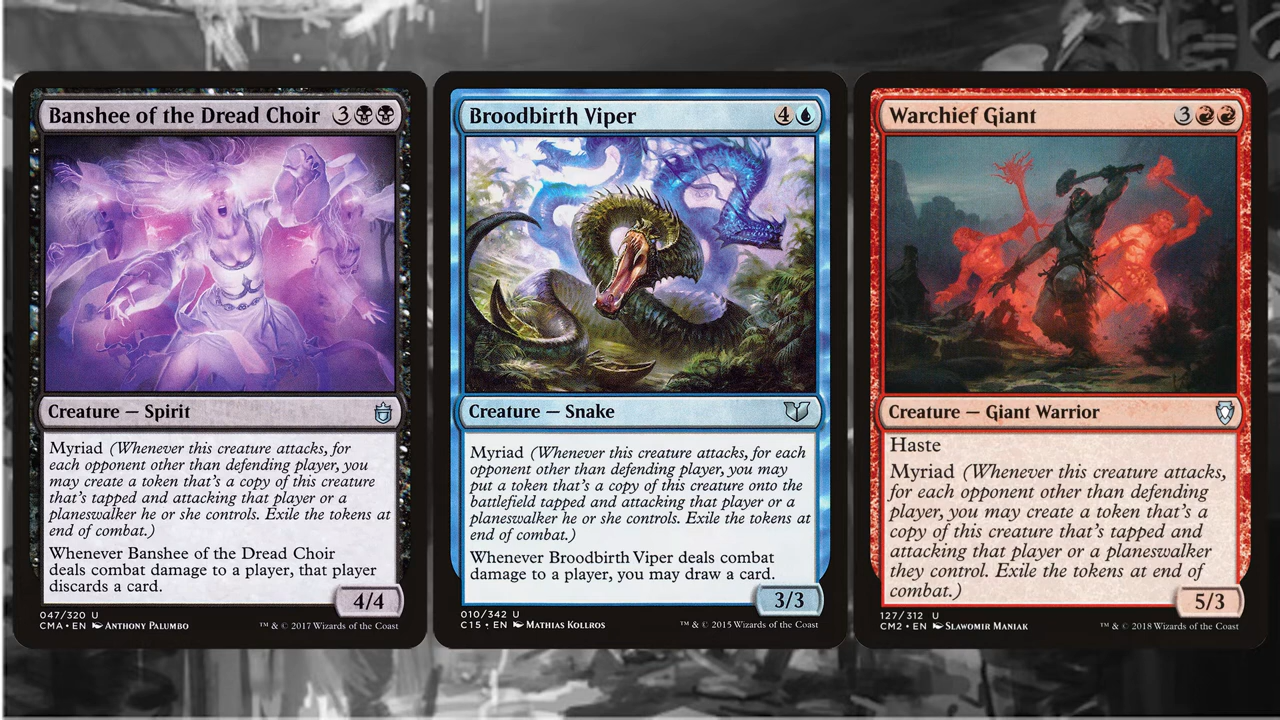 Banshee of the Dread Choir 3
Creature — Spirit
Myriad (Whenever this creature attacks, for
each opponent other than defending player, you
may create a token that's a copy of this creature
that's tapped and attacking that player or a
planeswalker he or she controls. Exile the tokens at
end of combat.)
Whenever Banshee of the Dread Choir
deals combat damage to a player, that player
discards a card.
4/4
047/320 U
CMA • EN Anthony Palumbo
™ & © 2017 Wizards of the Coast
Broodbirth Viper 4
Creature — Snake
Myriad (Whenever this creature attacks, for each
opponent other than defending player, you may
put a token that's a copy of this creature onto the
battlefield tapped and attacking that player or a
planeswalker he or she controls. Exile the tokens at
end of combat.)
Whenever Broodbirth Viper deals combat
damage to a player, you may draw a card.
3/3
010/342 U
C15 • EN Mathias Kollros
™ & © 2015 Wizards of the Coast
Warchief Giant 3
Creature — Giant Warrior
Haste
Myriad (Whenever this creature attacks,
for each opponent other than defending
player, you may create a token that's a
copy of this creature that's tapped and
attacking that player or a planeswalker
they control. Exile the tokens at end of
combat.)
5/3
127/312 U
CM2 • EN Slawomir Maniak
™ & © 2018 Wizards of the Coast